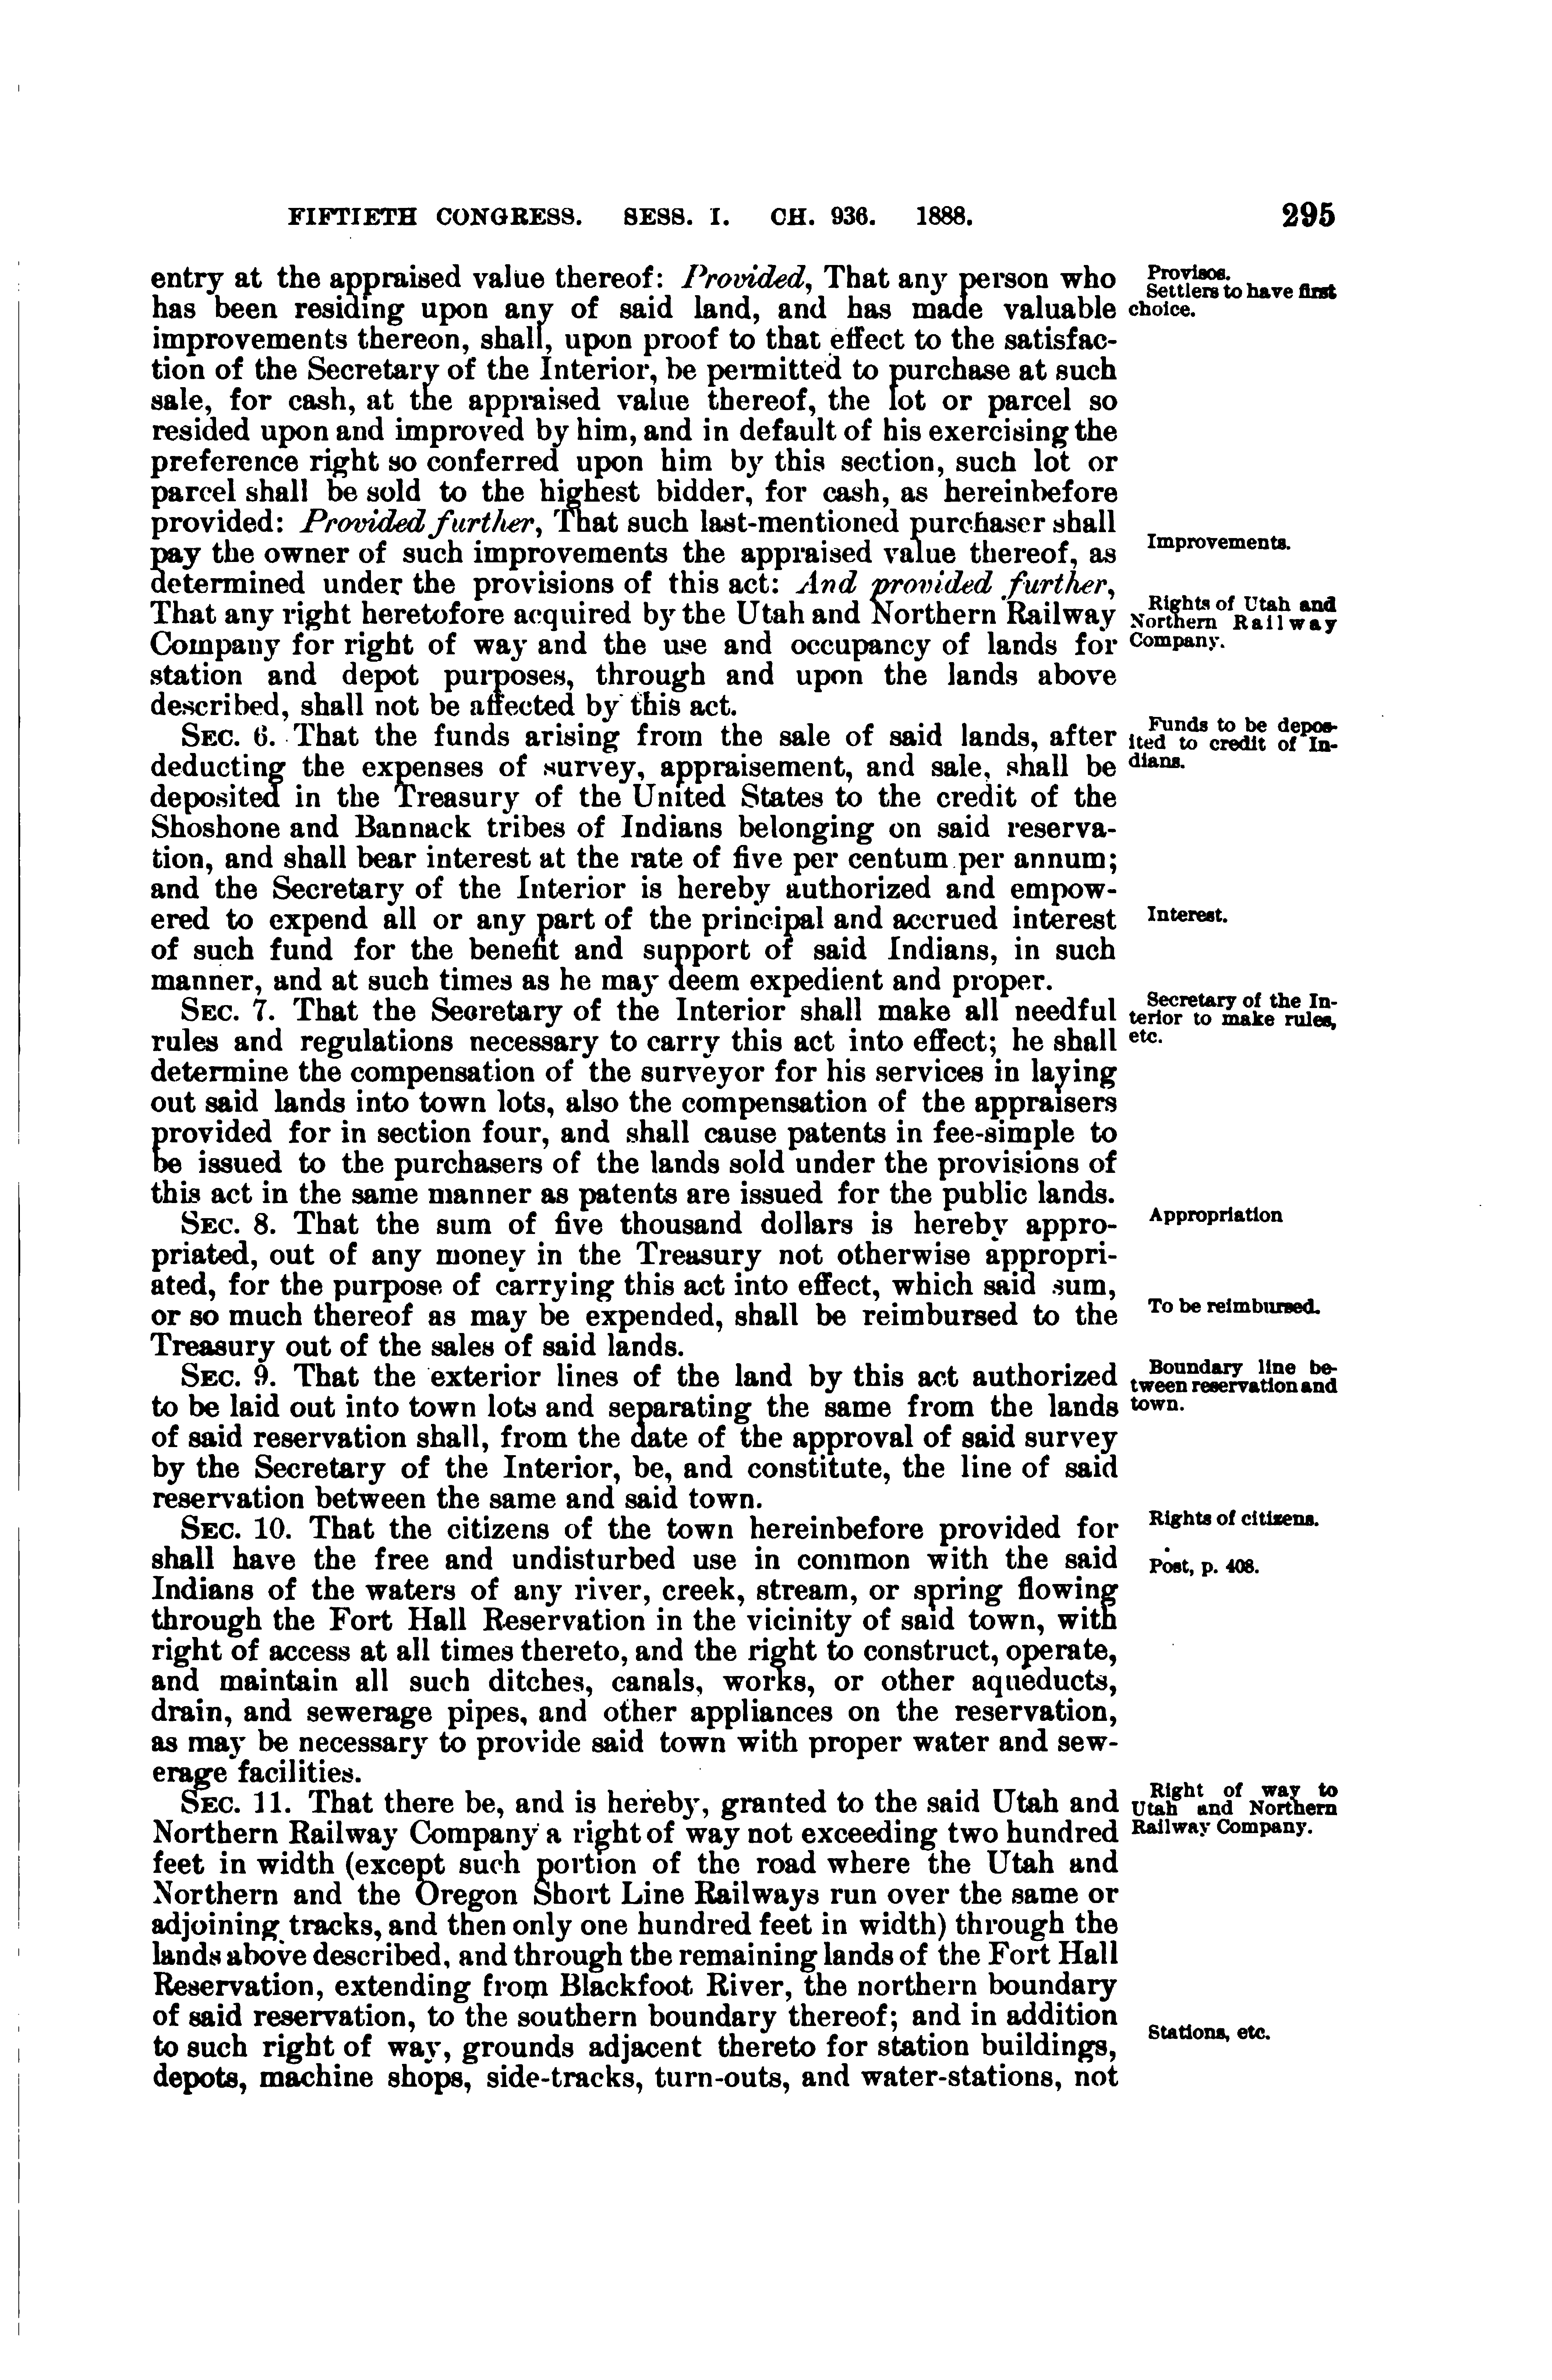 FIFTIETH CONGRESS. SESS. I. CH. 936. 1888. 295
entry at the appraised value thereof: Provided, That any person who
has been residing upon any of said land, and has made valuable
improvements thereon, shall, upon proof to that effect to the satisfac-
tion of the Secretary of the Interior, be permitted to purchase at such
sale, for cash, at the appraised value thereof, the lot or parcel so
resided upon and improved by him, and in default of his exercising the
preference right so conferred upon him by this section, such lot or
parcel shall be sold to the highest bidder, for cash, as hereinbefore
provided: Provided further, That such last-mentioned purchaser shall
pay the owner of such improvements the appraised value thereof, as
determined under the provisions of this act: And provided further,
That any right heretofore acquired by the Utah and Northern Railway
Company for right of way and the use and occupancy of lands for
station and depot purposes, through and upon the lands above
described, shall not be affected by this act.
SEC. 6. That the funds arising from the sale of said lands, after
deducting the expenses of survey, appraisement, and sale, shall be
deposited in the Treasury of the United States to the credit of the
Shoshone and Bannack tribes of Indians belonging on said reserva-
tion, and shall bear interest at the rate of five per centum per annum;
and the Secretary of the Interior is hereby authorized and empow-
ered to expend all or any part of the principal and accrued interest
of such fund for the benefit and support of said Indians, in such
manner, and at such times as he may deem expedient and proper.
SEC. 7. That the Secretary of the Interior shall make all needful
rules and regulations necessary to carry this act into effect; he shall
determine the compensation of the surveyor for his services in laying
out said lands into town lots, also the compensation of the appraisers
provided for in section four, and shall cause patents in fee-simple to
be issued to the purchasers of the lands sold under the provisions of
this act in the same manner as patents are issued for the public lands.
SEC. 8. That the sum of five thousand dollars is hereby appro-
priated, out of any money in the Treasury not otherwise appropri-
ated, for the purpose of carrying this act into effect, which said sum,
or so much thereof as may be expended, shall be reimbursed to the
Treasury out of the sales of said lands.
SEC. 9. That the exterior lines of the land by this act authorized
to be laid out into town lots and separating the same from the lands
of said reservation shall, from the date of the approval of said survey
by the Secretary of the Interior, be, and constitute, the line of said
reservation between the same and said town.
SEC. 10. That the citizens of the town hereinbefore provided for
shall have the free and undisturbed use in common with the said
Indians of the waters of any river, creek, stream, or spring flowing
through the Fort Hall Reservation in the vicinity of said town, with
right of access at all times thereto, and the right to construct, operate,
and maintain all such ditches, canals, works, or other aqueducts,
drain, and sewerage pipes, and other appliances on the reservation,
as may be necessary to provide said town with proper water and sew-
erage facilities.
SEC. 11. That there be, and is hereby, granted to the said Utah and
Northern Railway Company a right of way not exceeding two hundred
feet in width (except such portion of the road where the Utah and
Northern and the Oregon Short Line Railways run over the same or
adjoining tracks, and then only one hundred feet in width) through the
lands above described, and through the remaining lands of the Fort Hall
Reservation, extending from Blackfoot River, the northern boundary
of said reservation, to the southern boundary thereof; and in addition
to such right of way, grounds adjacent thereto for station buildings,
depots, machine shops, side-tracks, turn-outs, and water-stations, not
Provisos.
Settlers to have first
choice.
Improvements.
Rights of Utah and
Northern Railway
Company.
Funds to be depos-
ited to credit of In-
dians.
Interest.
Secretary of the In-
terior to make rules,
etc.
Appropriation
To be reimbursed.
Boundary line be-
tween reservation and
town.
Rights of citizens.
Post, p. 408.
Right of way to
Utah and Northern
Railway Company.
Stations, etc.